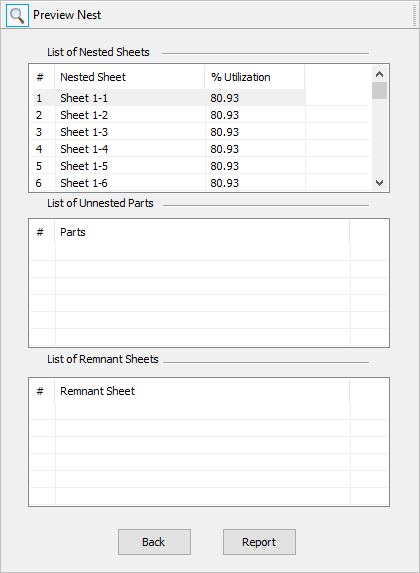 Preview Nest
List of Nested Sheets
# Nested Sheet % Utilization
1 Sheet 1-1 80.93
2 Sheet 1-2 80.93
3 Sheet 1-3 80.93
4 Sheet 1-4 80.93
5 Sheet 1-5 80.93
6 Sheet 1-6 80.93
List of Unnested Parts
# Parts
List of Remnant Sheets
# Remnant Sheet
Back Report